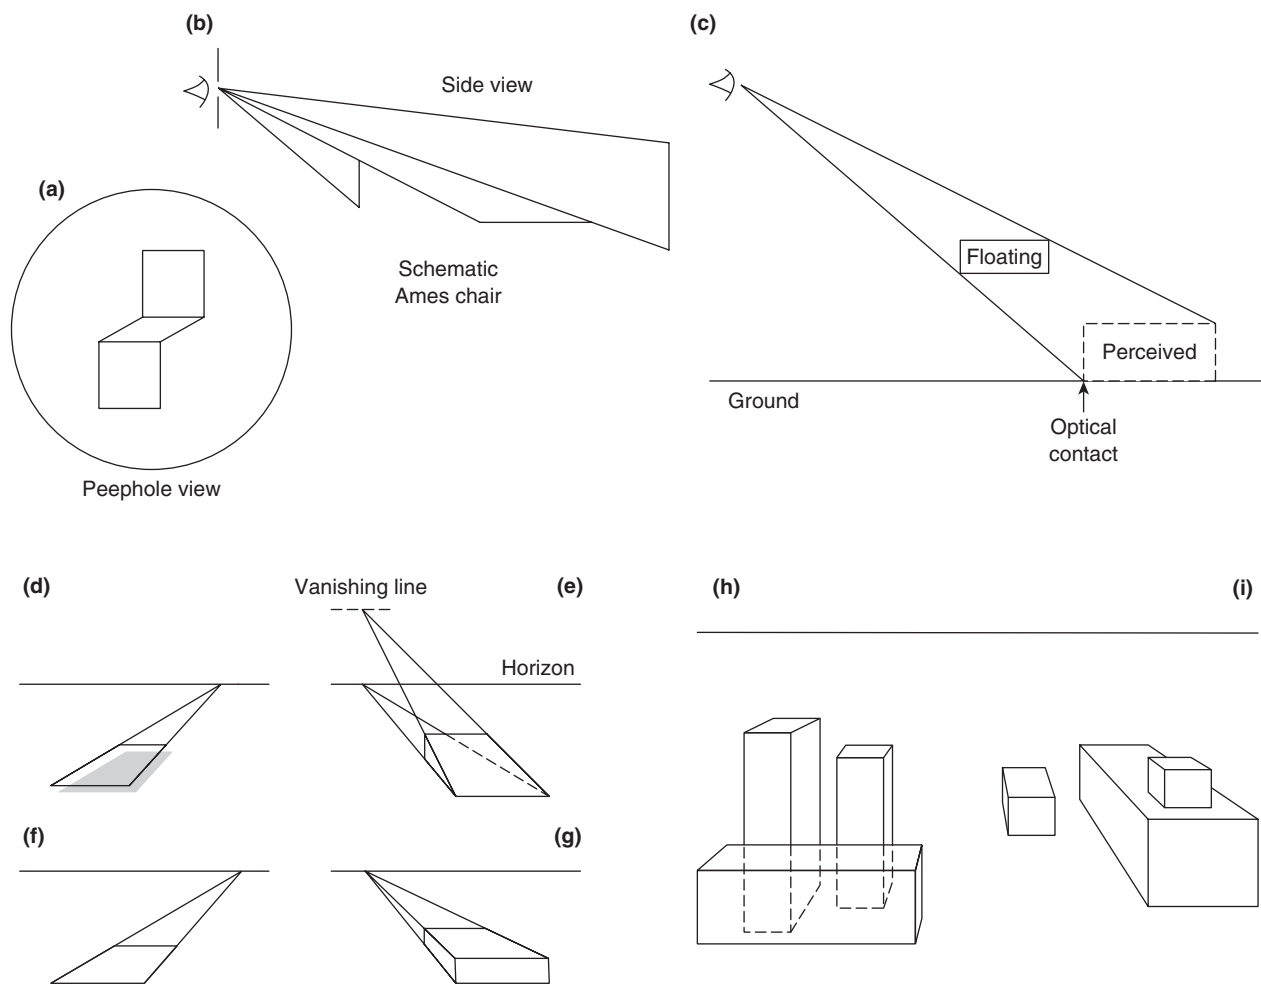 (b)
(c)
Side view
(a)
Schematic
Ames chair
Floating
Perceived
Ground
Optical
contact
Peephole view
(d)
Vanishing line
(e)
(h)
(i)
Horizon
(f)
(g)